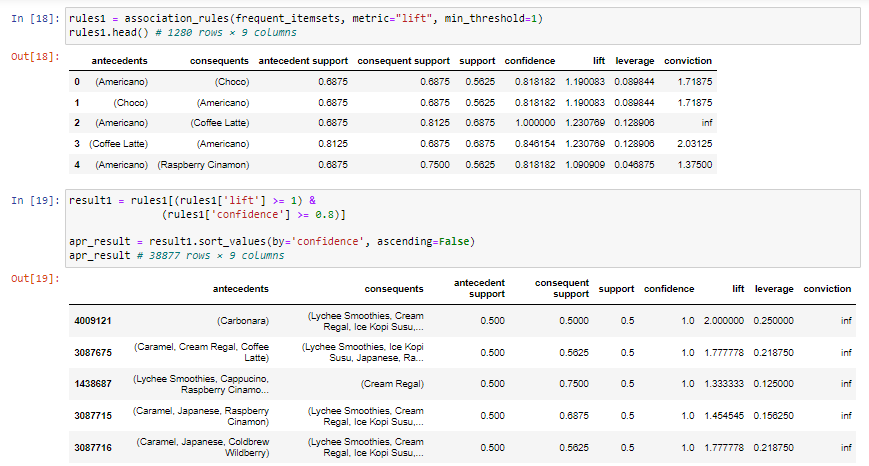 In [18]: rules1 = association_rules(frequent_itemsets, metric="lift", min_threshold=1)
rules1.head() # 1280 rows × 9 columns
Out[18]:
antecedents consequents antecedent support consequent support support confidence lift leverage conviction
0 (Americano) (Choco) 0.6875 0.6875 0.5625 0.818182 1.190083 0.089844 1.71875
1 (Choco) (Americano) 0.6875 0.6875 0.5625 0.818182 1.190083 0.089844 1.71875
2 (Americano) (Coffee Latte) 0.6875 0.8125 0.6875 1.000000 1.230769 0.128906 inf
3 (Coffee Latte) (Americano) 0.8125 0.6875 0.6875 0.846154 1.230769 0.128906 2.03125
4 (Americano) (Raspberry Cinamon) 0.6875 0.7500 0.5625 0.818182 1.090909 0.046875 1.37500
In [19]: result1 = rules1[(rules1['lift'] >= 1) &
(rules1['confidence'] >= 0.8)]
apr_result = result1.sort_values(by='confidence', ascending=False)
apr_result # 38877 rows × 9 columns
Out[19]:
antecedents consequents antecedent support consequent support support confidence lift leverage conviction
4009121 (Carbonara) (Lychee Smoothies, Cream Regal, Ice Kopi Susu,... 0.500 0.5000 0.5 1.0 2.000000 0.250000 inf
3087675 (Caramel, Cream Regal, Coffee Latte) (Lychee Smoothies, Ice Kopi Susu, Japanese, Ra... 0.500 0.5625 0.5 1.0 1.777778 0.218750 inf
1438687 (Lychee Smoothies, Cappucino, Raspberry Cinamo... (Cream Regal) 0.500 0.7500 0.5 1.0 1.333333 0.125000 inf
3087715 (Caramel, Japanese, Raspberry Cinamon) (Lychee Smoothies, Cream Regal, Ice Kopi Susu,... 0.500 0.6875 0.5 1.0 1.454545 0.156250 inf
3087716 (Caramel, Japanese, Coldbrew Wildberry) (Lychee Smoothies, Cream Regal, Ice Kopi Susu,... 0.500 0.5625 0.5 1.0 1.777778 0.218750 inf